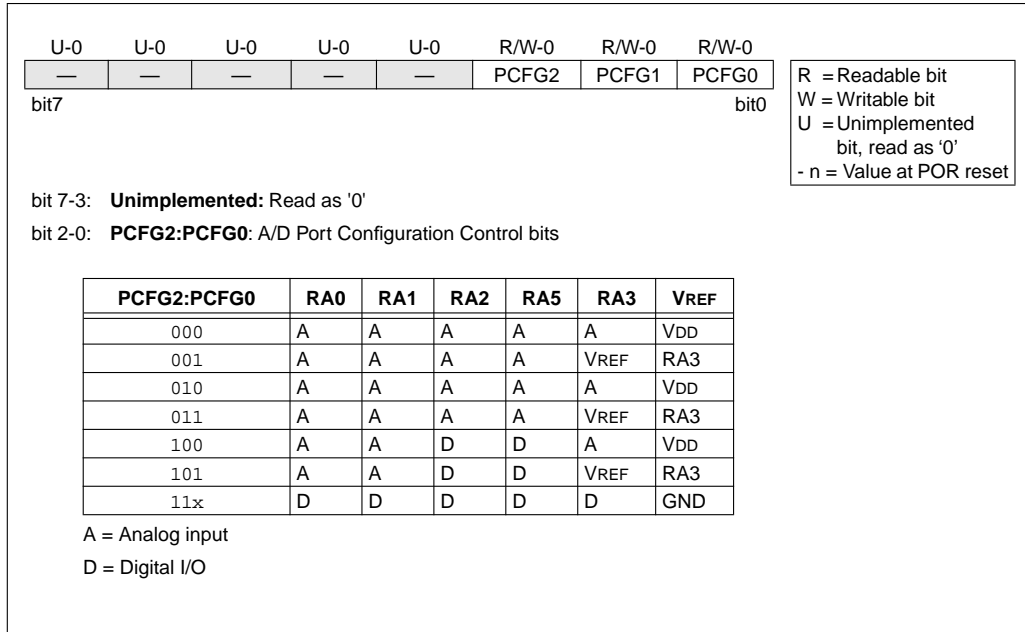 U-0 U-0 U-0 U-0 U-0 R/W-0 R/W-0 R/W-0
— — — — — PCFG2 PCFG1 PCFG0
bit7 bit0
R = Readable bit
W = Writable bit
U = Unimplemented
bit, read as ‘0’
- n = Value at POR reset
bit 7-3: Unimplemented: Read as '0'
bit 2-0: PCFG2:PCFG0: A/D Port Configuration Control bits
PCFG2:PCFG0 RA0 RA1 RA2 RA5 RA3 VREF
000 A A A A A VDD
001 A A A A VREF RA3
010 A A A A A VDD
011 A A A A VREF RA3
100 A A D D A VDD
101 A A D D VREF RA3
11x D D D D D GND
A = Analog input
D = Digital I/O